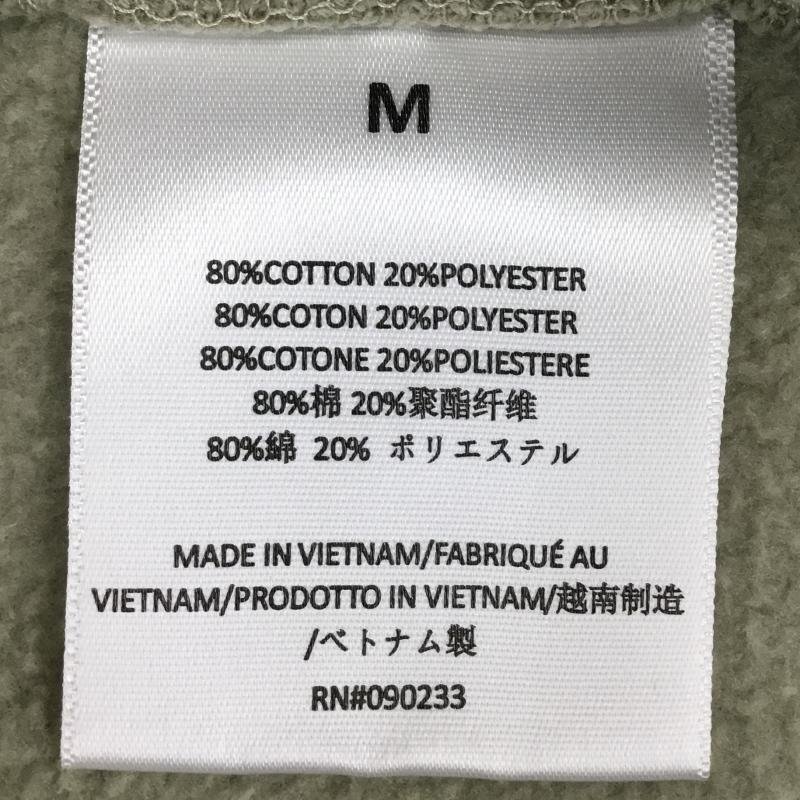 M
80%COTTON 20%POLYESTER
80%COTON 20%POLYESTER
80%COTONE 20%POLIESTERE
80%棉 20%聚酯纤维
80%綿 20% ポリエステル
MADE IN VIETNAM/FABRIQUÉ AU
VIETNAM/PRODOTTO IN VIETNAM/越南制造
/ベトナム製
RN#090233